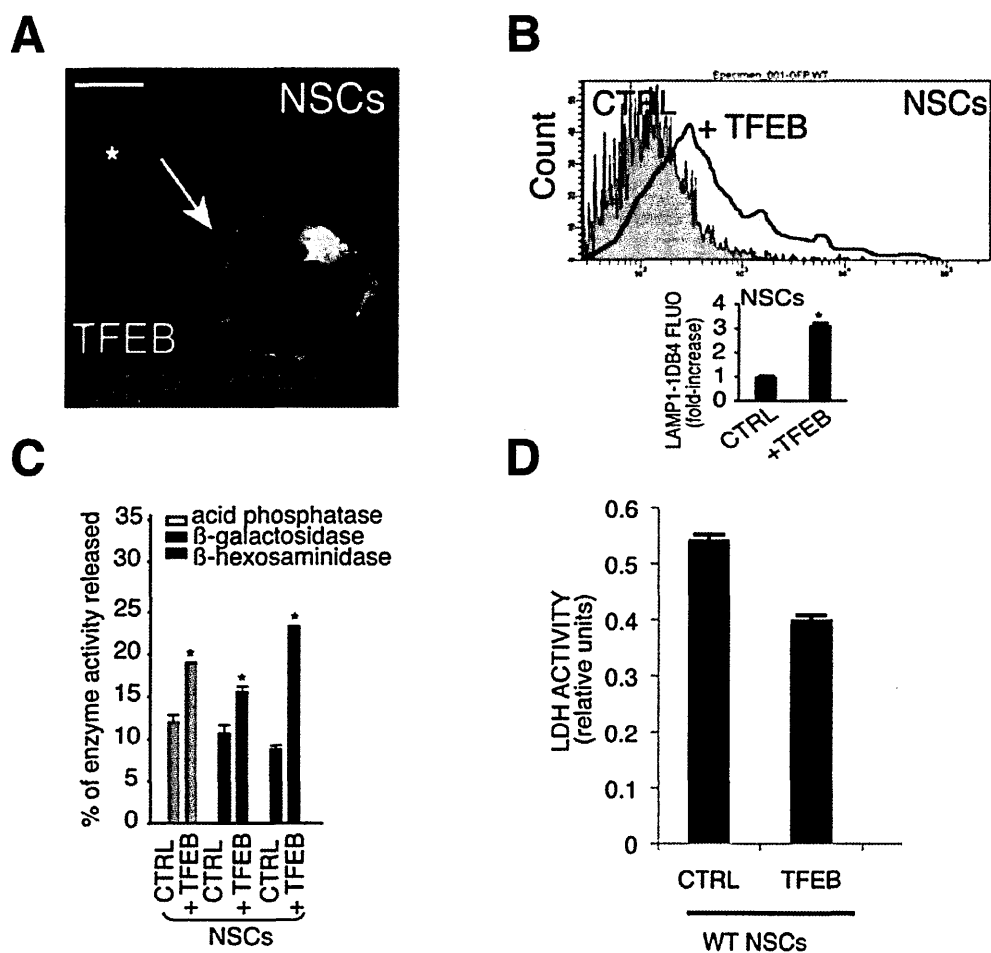 A
NSCs
*
TFEB
B
Specimen_001-GFP WT
CTRL
NSCs
+ TFEB
Count
NSCs
LAMP1-1DB4 FLUO
(fold-increase)
4
3
2
1
0
*
CTRL
+TFEB
C
% of enzyme activity released
35
30
25
20
15
10
5
0
acid phosphatase
ß-galactosidase
ß-hexosaminidase
* * *
CTRL
+ TFEB
CTRL
+ TFEB
CTRL
+ TFEB
NSCs
D
LDH ACTIVITY
(relative units)
0.6
0.5
0.4
0.3
0.2
0.1
0
CTRL TFEB
WT NSCs